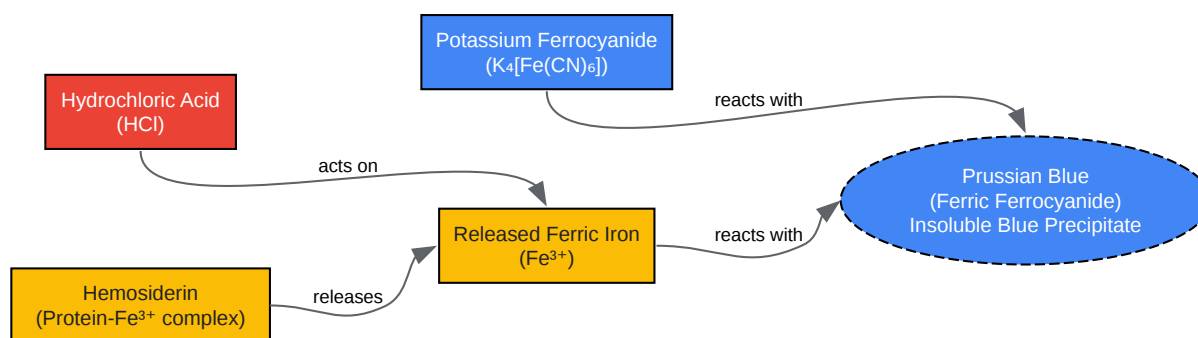 Potassium Ferrocyanide
(K₄[Fe(CN)₆])
Hydrochloric Acid
(HCl)
reacts with
acts on
Prussian Blue
(Ferric Ferrocyanide)
Insoluble Blue Precipitate
Released Ferric Iron
(Fe³⁺)
reacts with
Hemosiderin
(Protein-Fe³⁺ complex)
releases